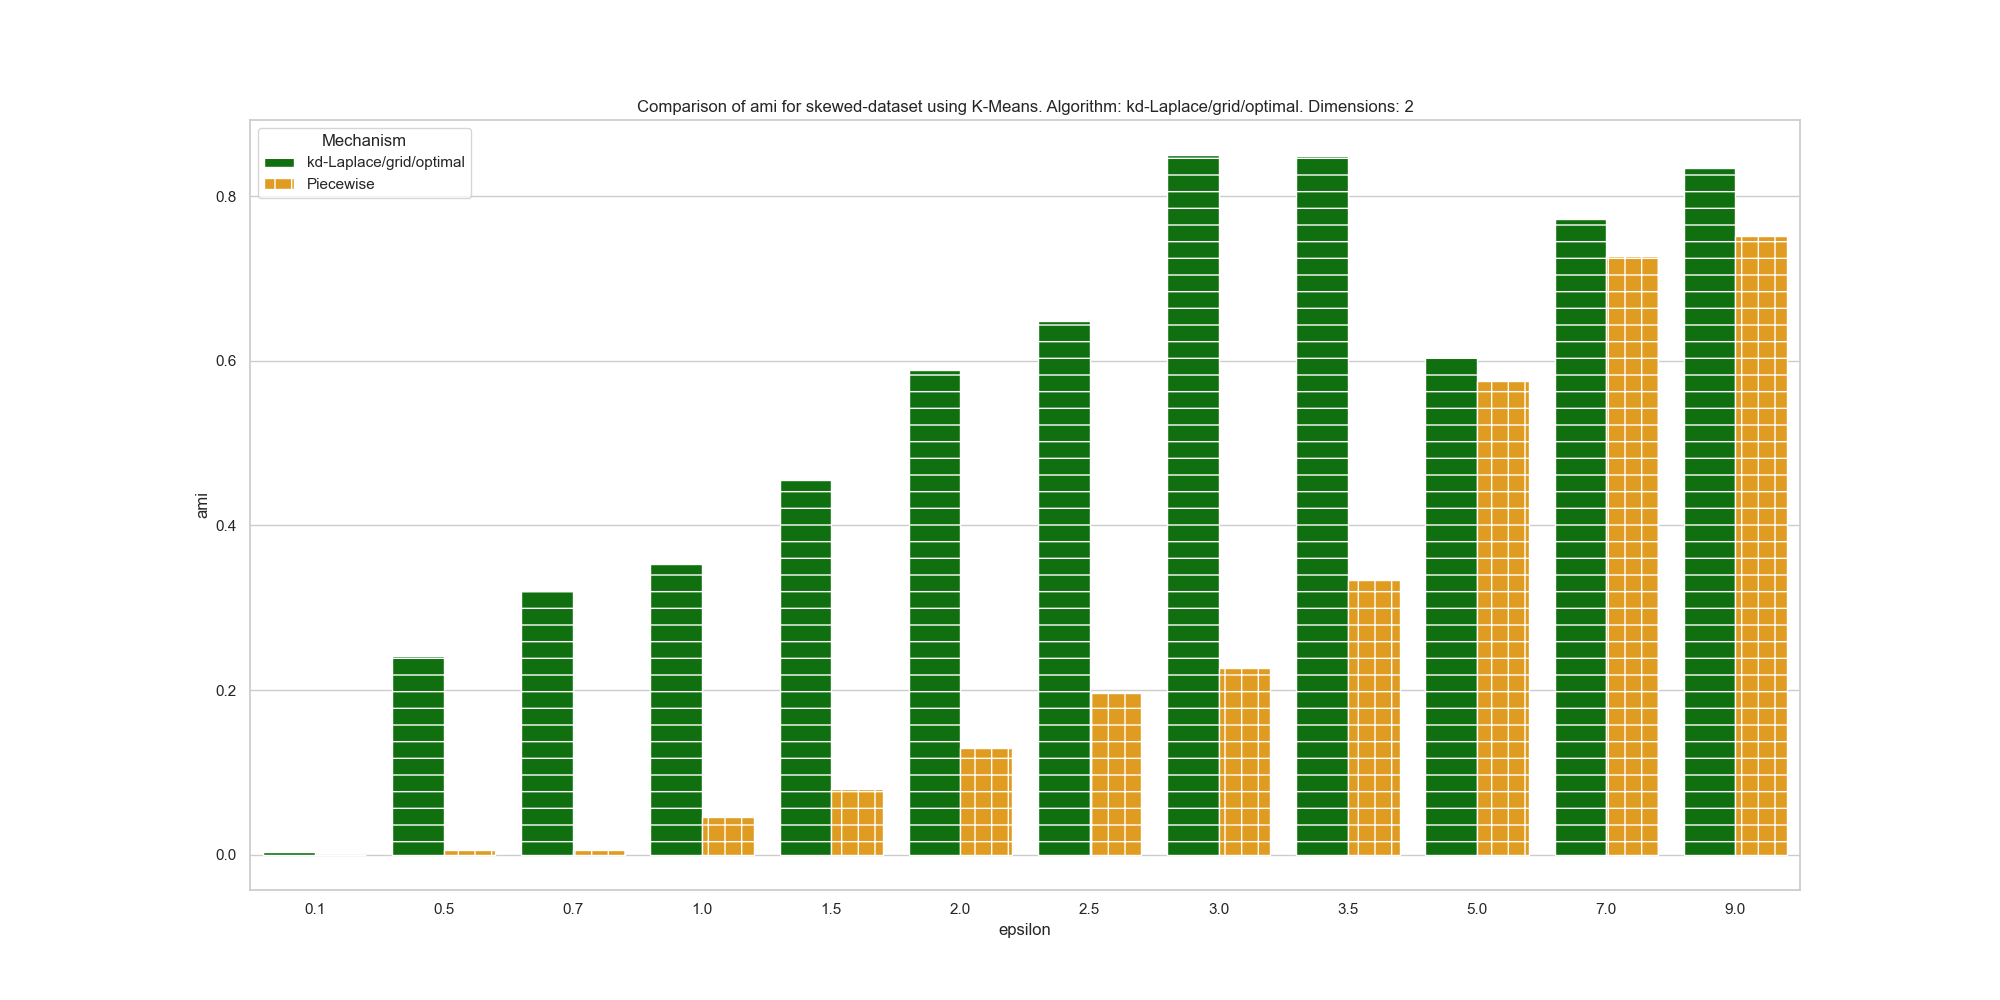 Comparison of ami for skewed-dataset using K-Means. Algorithm: kd-Laplace/grid/optimal. Dimensions: 2
Mechanism
kd-Laplace/grid/optimal
Piecewise
0.8
0.6
0.4
0.2
0.0
ami
0.1 0.5 0.7 1.0 1.5 2.0 2.5 3.0 3.5 5.0 7.0 9.0
epsilon